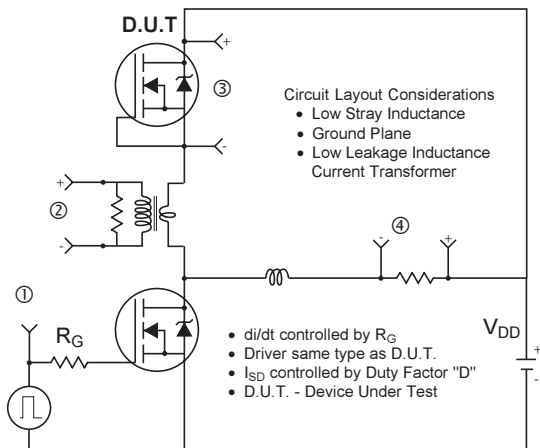 D.U.T
+
③
-
Circuit Layout Considerations
• Low Stray Inductance
• Ground Plane
• Low Leakage Inductance
Current Transformer
+
②
-
④
-
+
①
R_G
V_DD
+
-
• di/dt controlled by R_G
• Driver same type as D.U.T.
• I_SD controlled by Duty Factor "D"
• D.U.T. - Device Under Test